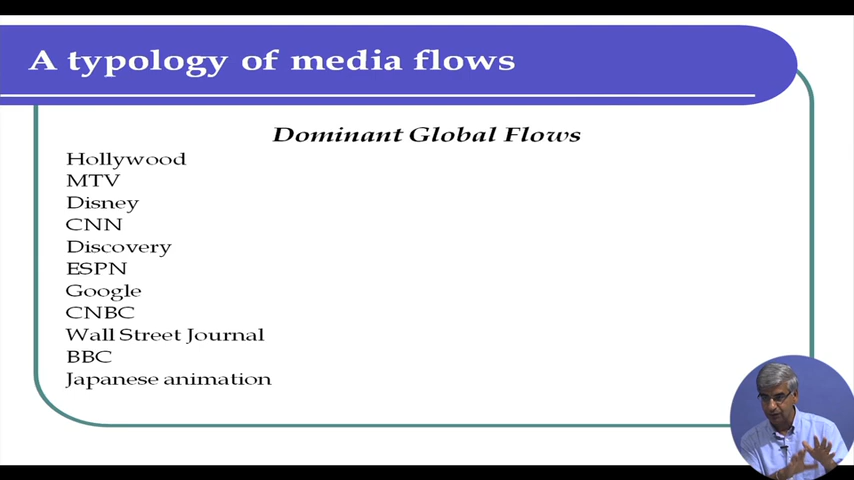 A typology of media flows
Dominant Global Flows
Hollywood
MTV
Disney
CNN
Discovery
ESPN
Google
CNBC
Wall Street Journal
BBC
Japanese animation